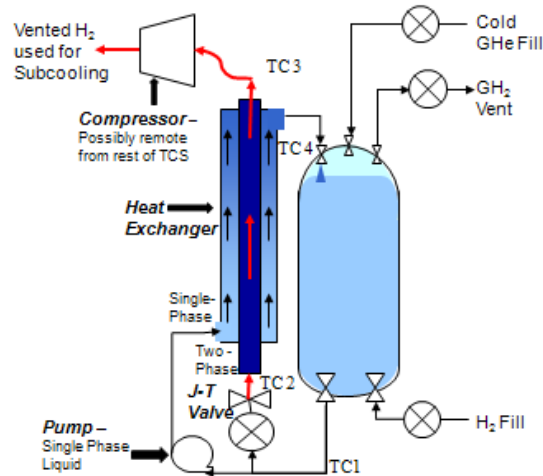 Vented H₂
used for
Subcooling
Compressor –
Possibly remote
from rest of TCS
TC3
Cold
GHe Fill
GH₂
Vent
TC4
Heat
Exchanger
Single-
Phase
Two-
Phase
TC2
J-T
Valve
Pump –
Single Phase
Liquid
TC1
H₂ Fill